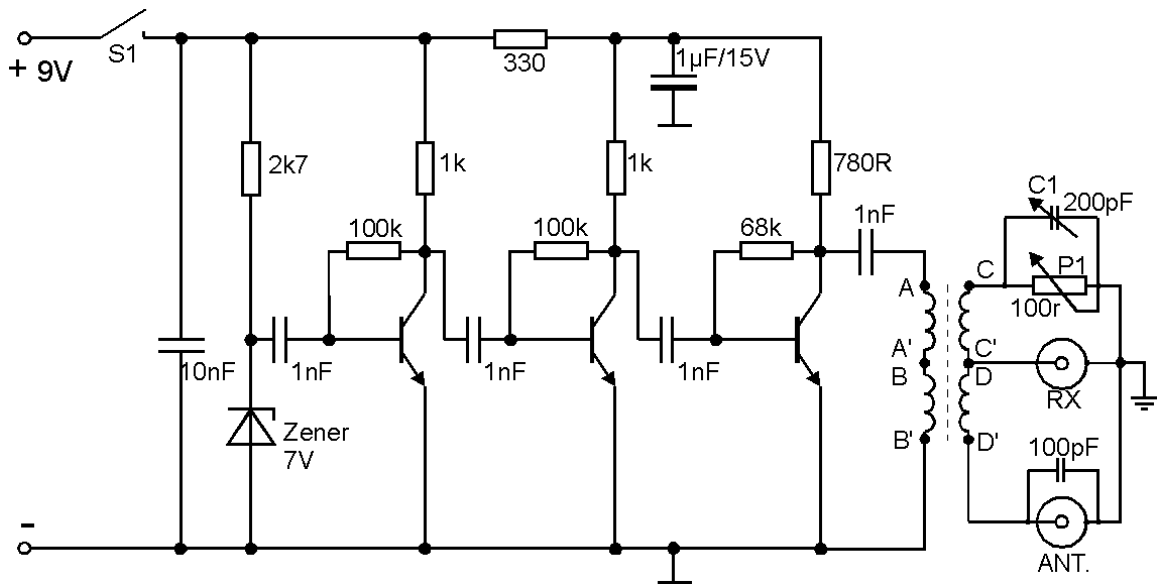 S1
+ 9V
330
1µF/15V
2k7
1k
1k
780R
C1
200pF
100k
100k
68k
1nF
P1
A
C
100r
10nF
1nF
1nF
1nF
A'
C'
B
D
RX
Zener
7V
B'
D'
100pF
-
ANT.